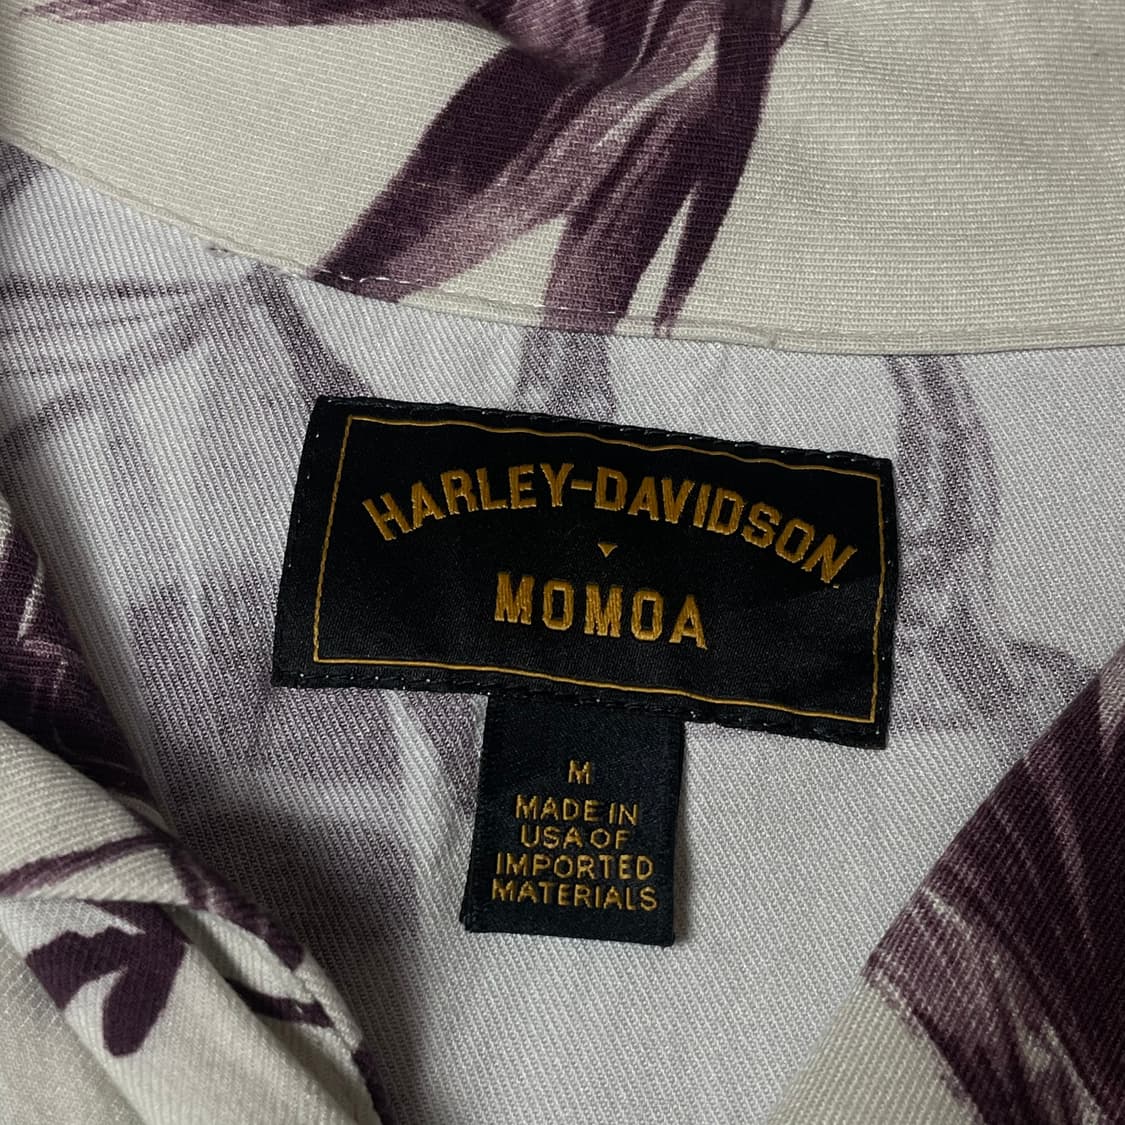 HARLEY-DAVIDSON
MOMOA
M
MADE IN
USA OF
IMPORTED
MATERIALS